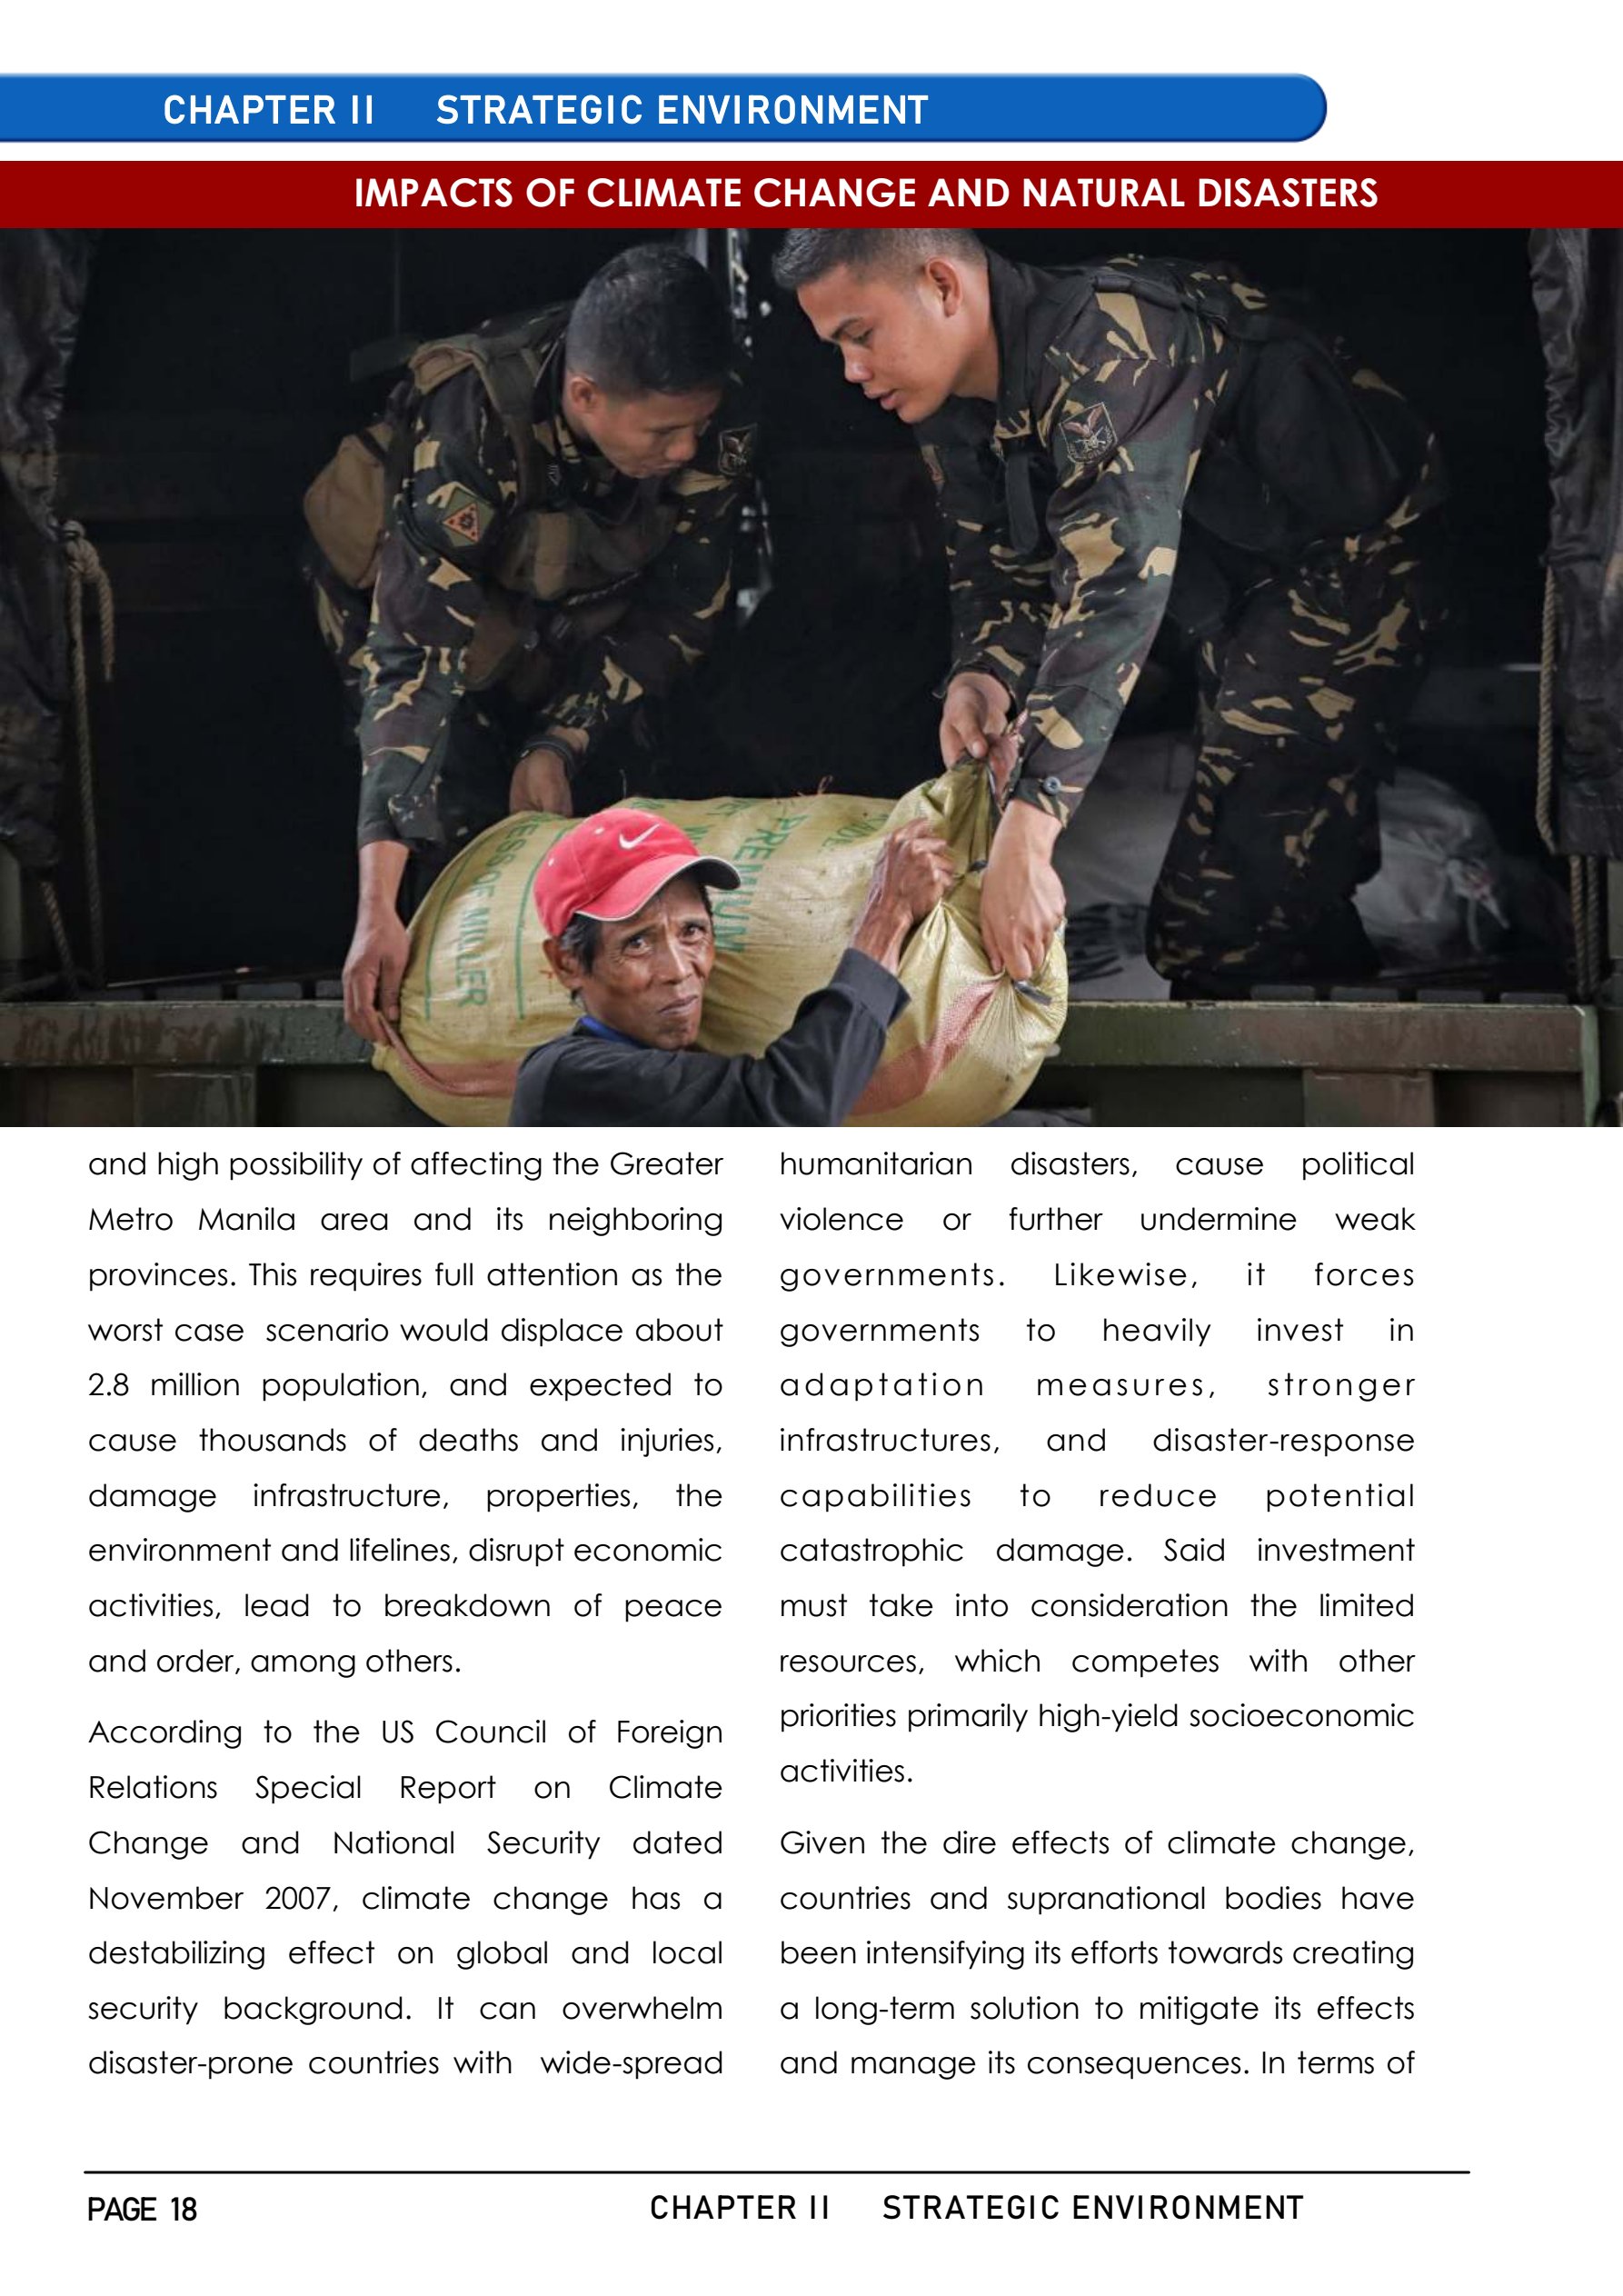 CHAPTER II STRATEGIC ENVIRONMENT
IMPACTS OF CLIMATE CHANGE AND NATURAL DISASTERS
OF MILLER
PREMIUM
and high possibility of affecting the Greater
Metro Manila area and its neighboring
provinces. This requires full attention as the
worst case scenario would displace about
2.8 million population, and expected to
cause thousands of deaths and injuries,
damage infrastructure, properties, the
environment and lifelines, disrupt economic
activities, lead to breakdown of peace
and order, among others.
According to the US Council of Foreign
Relations Special Report on Climate
Change and National Security dated
November 2007, climate change has a
destabilizing effect on global and local
security background. It can overwhelm
disaster-prone countries with wide-spread
humanitarian disasters, cause political
violence or further undermine weak
governments. Likewise, it forces
governments to heavily invest in
adaptation measures, stronger
infrastructures, and disaster-response
capabilities to reduce potential
catastrophic damage. Said investment
must take into consideration the limited
resources, which competes with other
priorities primarily high-yield socioeconomic
activities.
Given the dire effects of climate change,
countries and supranational bodies have
been intensifying its efforts towards creating
a long-term solution to mitigate its effects
and manage its consequences. In terms of
PAGE 18 CHAPTER II STRATEGIC ENVIRONMENT